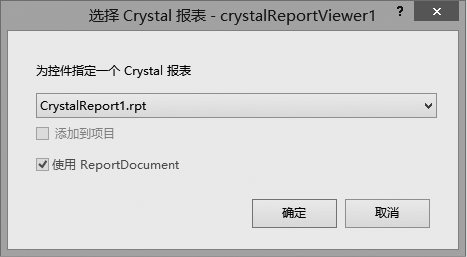 选择 Crystal 报表 - crystalReportViewer1
?
为控件指定一个 Crystal 报表
CrystalReport1.rpt
添加到项目
使用 ReportDocument
确定 取消